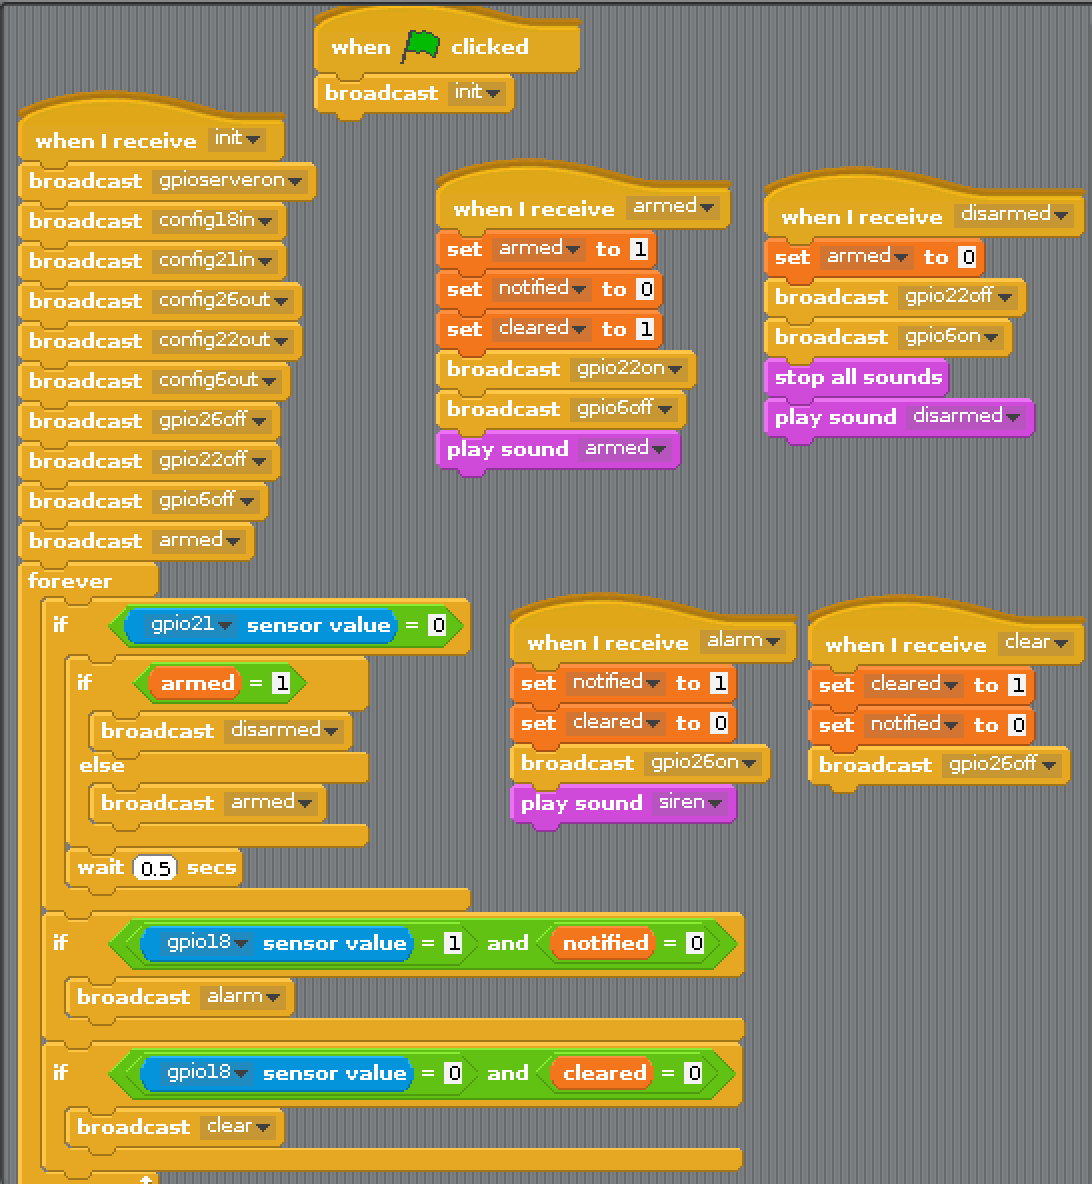 when clicked
broadcast init
when I receive init
broadcast gpioserveron
broadcast config18in
broadcast config21in
broadcast config26out
broadcast config22out
broadcast config6out
broadcast gpio26off
broadcast gpio22off
broadcast gpio6off
broadcast armed
forever
if gpio21 sensor value = 0
if armed = 1
broadcast disarmed
else
broadcast armed
wait 0.5 secs
if gpio18 sensor value = 1 and notified = 0
broadcast alarm
if gpio18 sensor value = 0 and cleared = 0
broadcast clear
when I receive armed
set armed to 1
set notified to 0
set cleared to 1
broadcast gpio22on
broadcast gpio6off
play sound armed
when I receive disarmed
set armed to 0
broadcast gpio22off
broadcast gpio6on
stop all sounds
play sound disarmed
when I receive alarm
set notified to 1
set cleared to 0
broadcast gpio26on
play sound siren
when I receive clear
set cleared to 1
set notified to 0
broadcast gpio26off